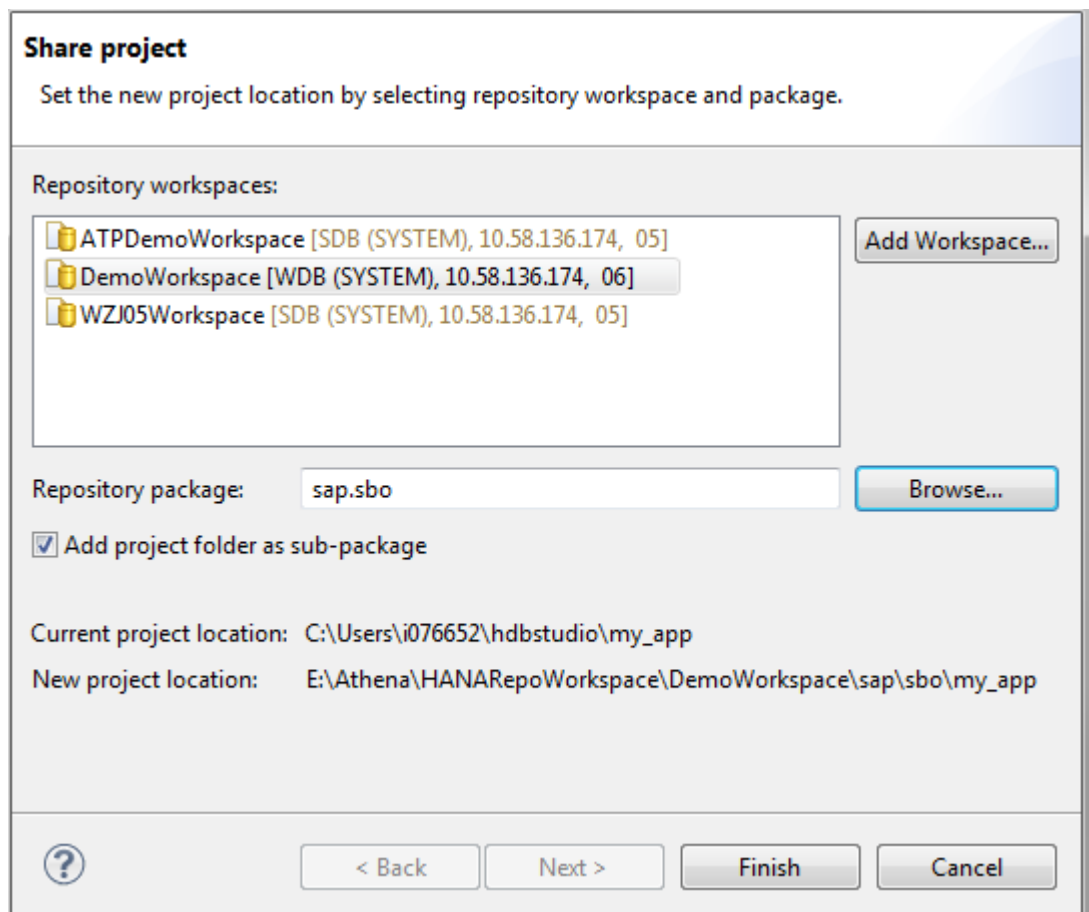 Share project
Set the new project location by selecting repository workspace and package.
Repository workspaces:
ATPDemoWorkspace [SDB (SYSTEM), 10.58.136.174,  05]
Add Workspace...
DemoWorkspace [WDB (SYSTEM), 10.58.136.174,  06]
WZJ05Workspace [SDB (SYSTEM), 10.58.136.174,  05]
Repository package: sap.sbo Browse...
Add project folder as sub-package
Current project location: C:\Users\i076652\hdbstudio\my_app
New project location: E:\Athena\HANARepoWorkspace\DemoWorkspace\sap\sbo\my_app
? < Back Next > Finish Cancel